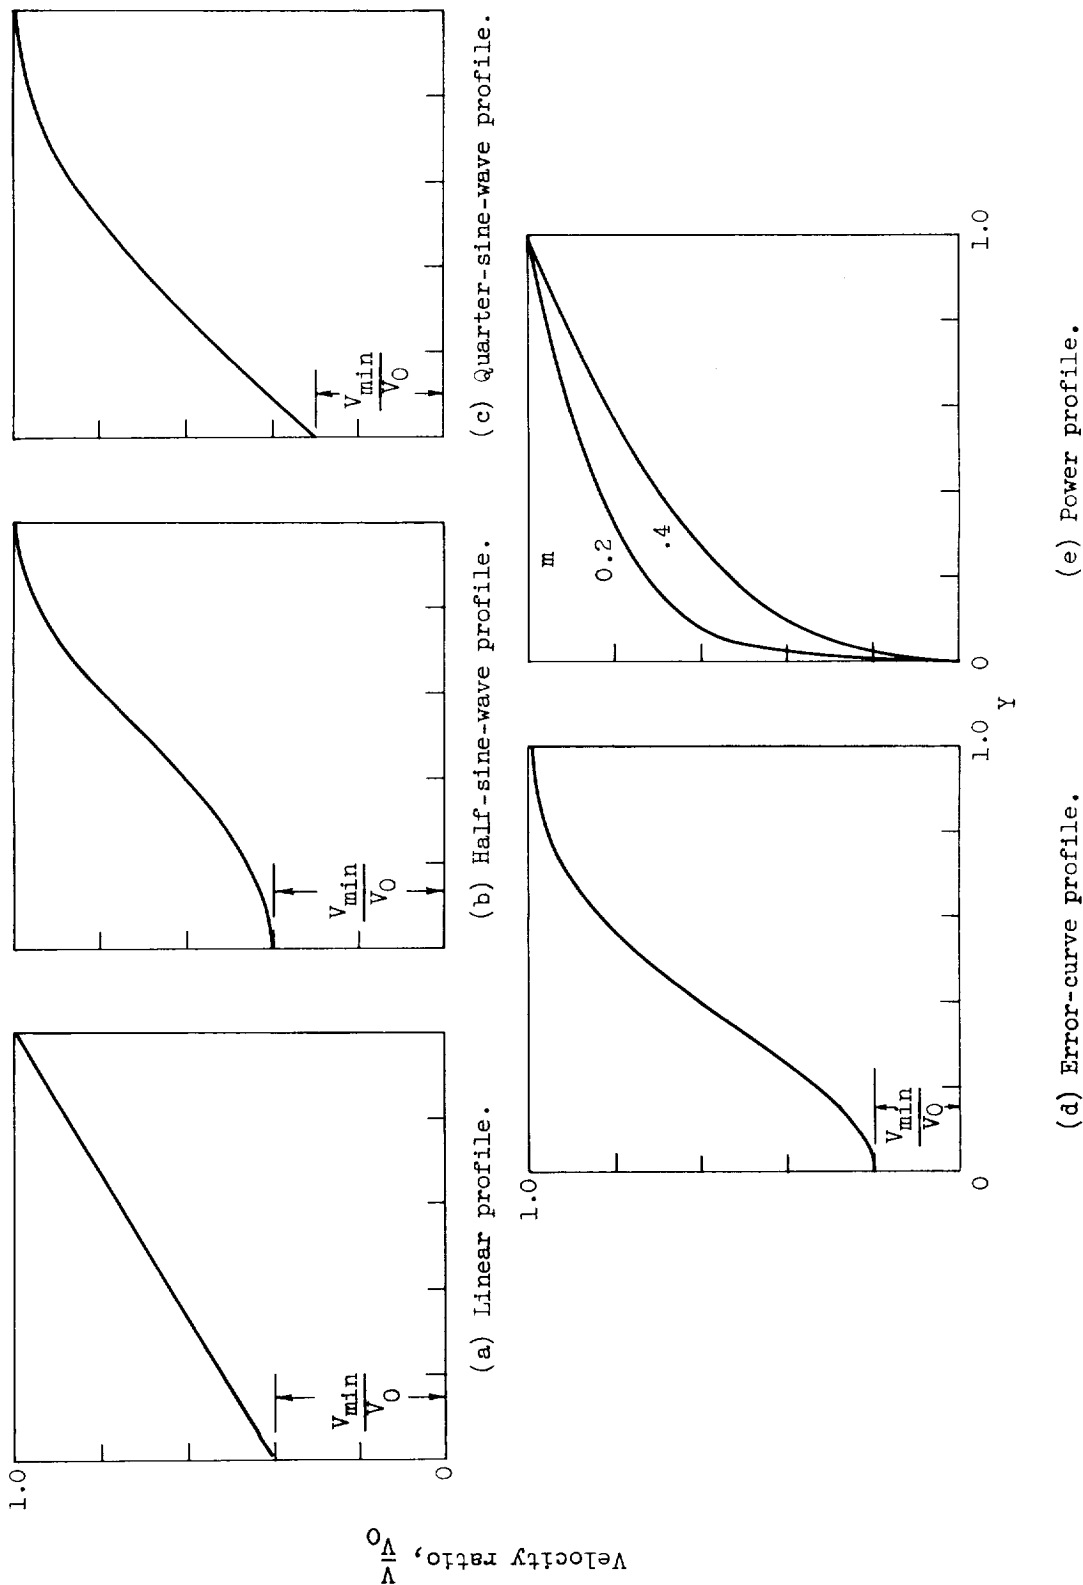 Velocity ratio, V/V0
1.0
0
Vmin/V0
(a) Linear profile.
Vmin/V0
(b) Half-sine-wave profile.
Vmin/V0
(c) Quarter-sine-wave profile.
1.0
Vmin/V0
0
1.0
(d) Error-curve profile.
Y
m
0.2
.4
0
1.0
(e) Power profile.